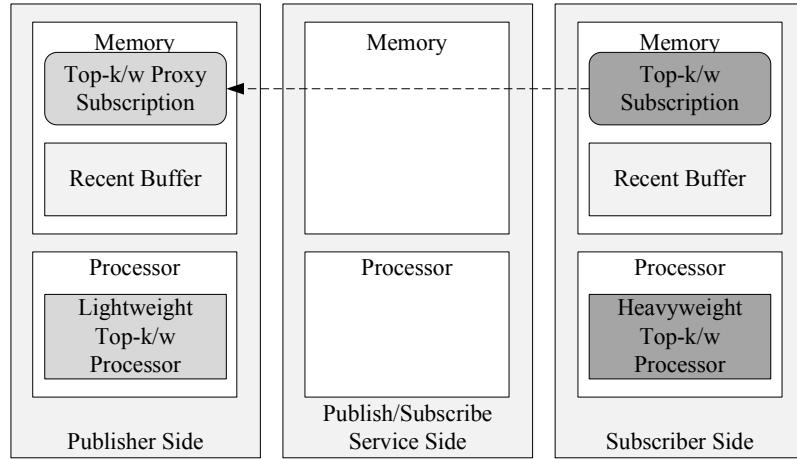 Memory
Top-k/w Proxy
Subscription
Recent Buffer
Processor
Lightweight
Top-k/w
Processor
Publisher Side
Memory
Processor
Publish/Subscribe
Service Side
Memory
Top-k/w
Subscription
Recent Buffer
Processor
Heavyweight
Top-k/w
Processor
Subscriber Side